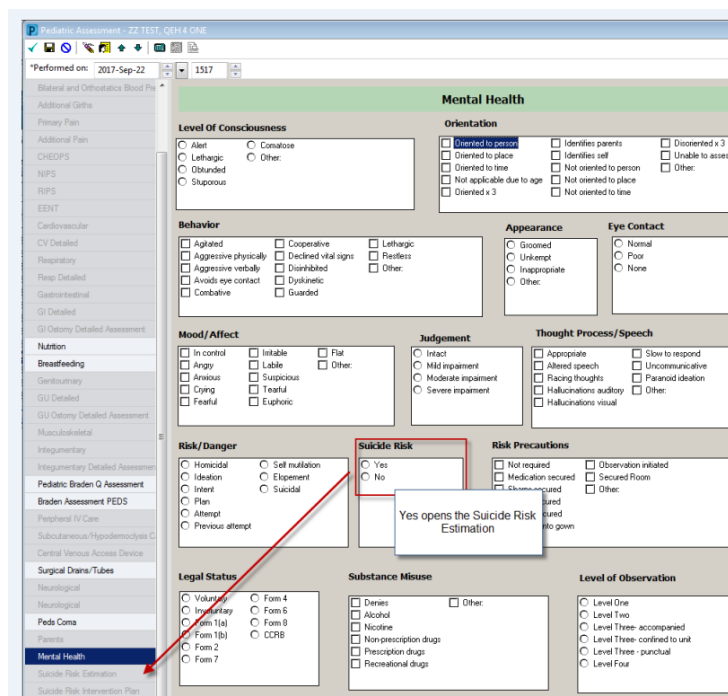 Pediatric Assessment - ZZ TEST, QEH 4 ONE
*Performed on: 2017-Sep-22 1517
Bilateral and Orthostatics Blood Pre
Additional Girths
Primary Pain
Additional Pain
CHEOPS
NIPS
RIPS
EENT
Cardiovascular
CV Detailed
Respiratory
Resp Detailed
Gastrointestinal
GI Detailed
GI Ostomy Detailed Assessment
Nutrition
Breastfeeding
Genitourinary
GU Detailed
GU Ostomy Detailed Assessment
Musculoskeletal
Integumentary
Integumentary Detailed Assessmen
Pediatric Braden Q Assessment
Braden Assessment PEDS
Peripheral IV Care
Subcutaneous/Hypodermoclysis C
Central Venous Access Device
Surgical Drains/Tubes
Neurological
Neurological
Peds Coma
Parents
Mental Health
Suicide Risk Estimation
Suicide Risk Intervention Plan
Mental Health
Level Of Consciousness
Alert
Lethargic
Obtunded
Stuporous
Comatose
Other:
Orientation
Oriented to person
Oriented to place
Oriented to time
Not applicable due to age
Oriented x 3
Identifies parents
Identifies self
Not oriented to person
Not oriented to place
Not oriented to time
Disoriented x 3
Unable to asses
Other:
Behavior
Agitated
Aggressive physically
Aggressive verbally
Avoids eye contact
Combative
Cooperative
Declined vital signs
Disinhibited
Dyskinetic
Guarded
Lethargic
Restless
Other:
Appearance
Groomed
Unkempt
Inappropriate
Other:
Eye Contact
Normal
Poor
None
Mood/Affect
In control
Angry
Anxious
Crying
Fearful
Irritable
Labile
Suspicious
Tearful
Euphoric
Flat
Other:
Judgement
Intact
Mild impairment
Moderate impairment
Severe impairment
Thought Process/Speech
Appropriate
Altered speech
Racing thoughts
Hallucinations auditory
Hallucinations visual
Slow to respond
Uncommunicative
Paranoid ideation
Other:
Risk/Danger
Homicidal
Ideation
Intent
Plan
Attempt
Previous attempt
Self mutilation
Elopement
Suicidal
Suicide Risk
Yes
No
Yes opens the Suicide Risk
Estimation
Risk Precautions
Not required
Medication secured
secured
cured
cured
nto gown
Observation initiated
Secured Room
Other:
Legal Status
Voluntary
Involuntary
Form 1(a)
Form 1(b)
Form 2
Form 7
Form 4
Form 6
Form 8
CCRB
Substance Misuse
Denies
Alcohol
Nicotine
Non-prescription drugs
Prescription drugs
Recreational drugs
Other:
Level of Observation
Level One
Level Two
Level Three- accompanied
Level Three- confined to unit
Level Three - punctual
Level Four